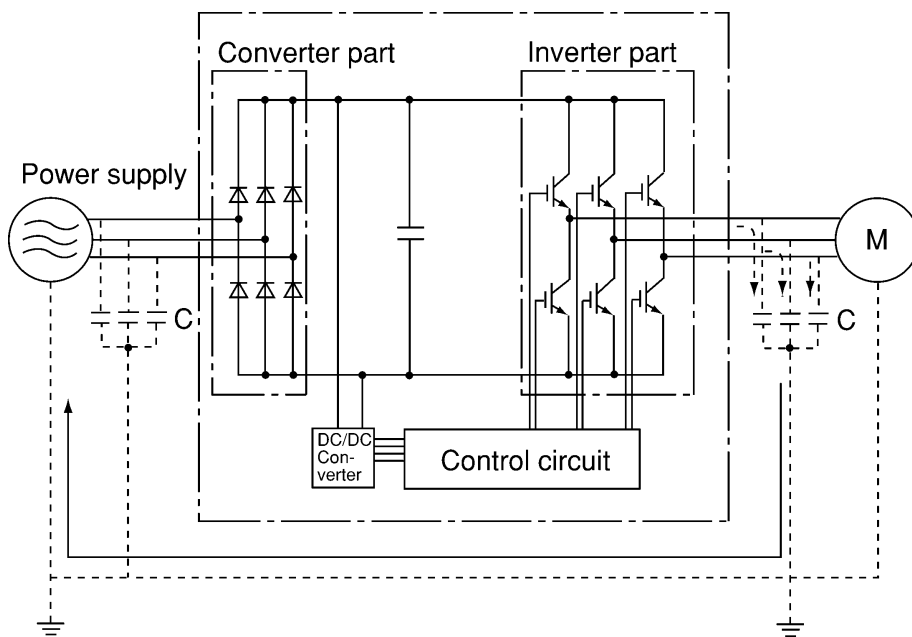 Converter part
Inverter part
Power supply
M
C
C
DC/DC
Con-
verter
Control circuit